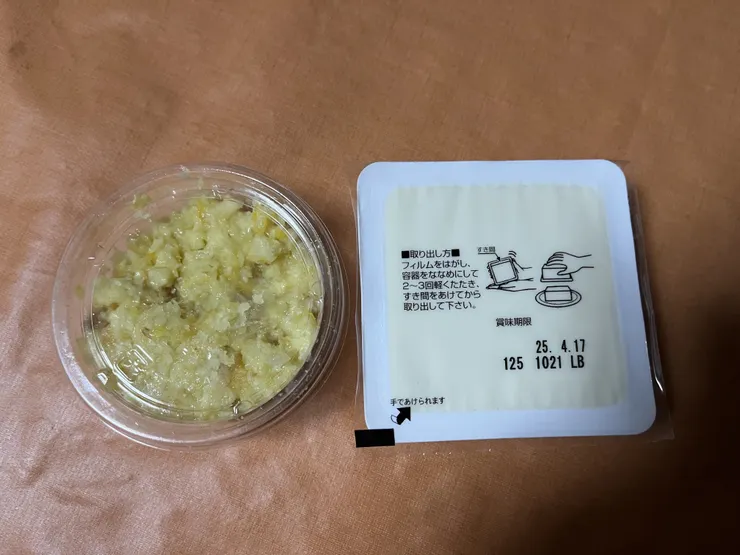 ■取り出し方■
フィルムをはがし、
容器をななめにして
2〜3回軽くたたき、
すき間をあけてから
取り出して下さい。
すき間
賞味期限
25. 4.17
125 1021 LB
手であけられます